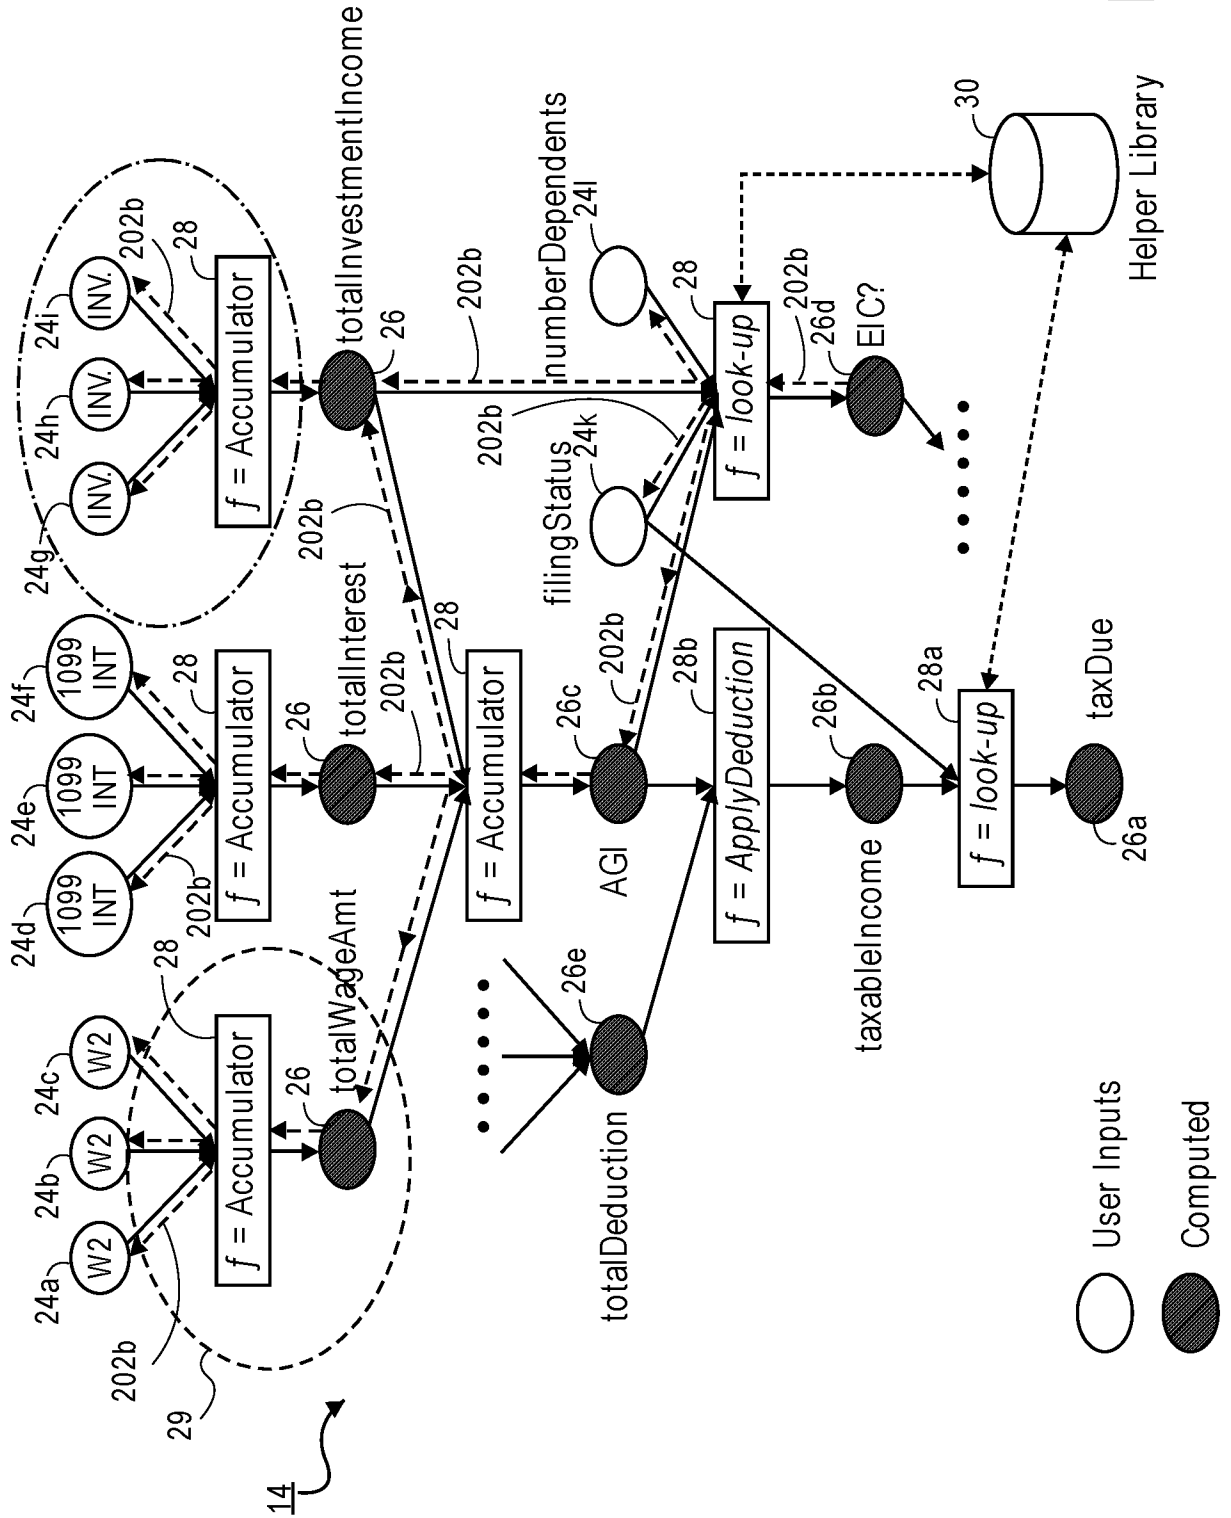 14
29
202b
24a
W2
24b
W2
24c
W2
28
f = Accumulator
26
totalWageAmt
24d
1099
INT
24e
1099
INT
24f
1099
INT
202b
28
f = Accumulator
26
totalInterest
202b
24g
INV.
24h
INV.
24i
INV.
202b
28
f = Accumulator
26
totalInvestmentIncome
202b
202b
28
f = Accumulator
202b
filingStatus
24k
numberDependents
24l
26e
totalDeduction
26c
AGI
202b
28
f = look-up
28b
f = ApplyDeduction
202b
26d
EIC?
26b
taxableIncome
28a
f = look-up
30
Helper Library
26a
taxDue
User Inputs
Computed